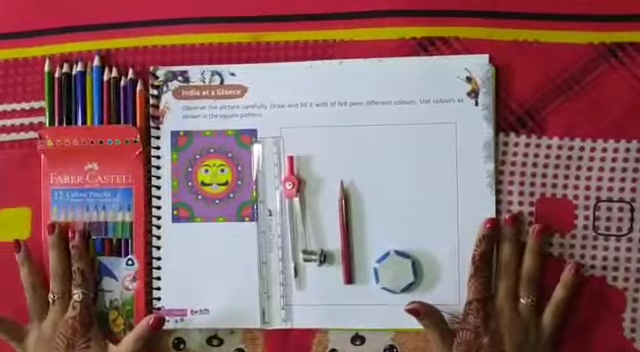 India at a Glance
Observe the picture carefully. Draw and fill it with of felt pens different colours. Use colours as
shown in the square pattern.
FABER-CASTELL
12 Colour Pencils